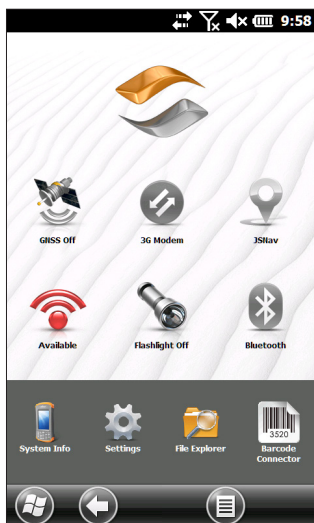 9:58
GNSS Off
3G Modem
JSNav
Available
Flashlight Off
Bluetooth
System Info
Settings
File Explorer
3520
Barcode
Connector